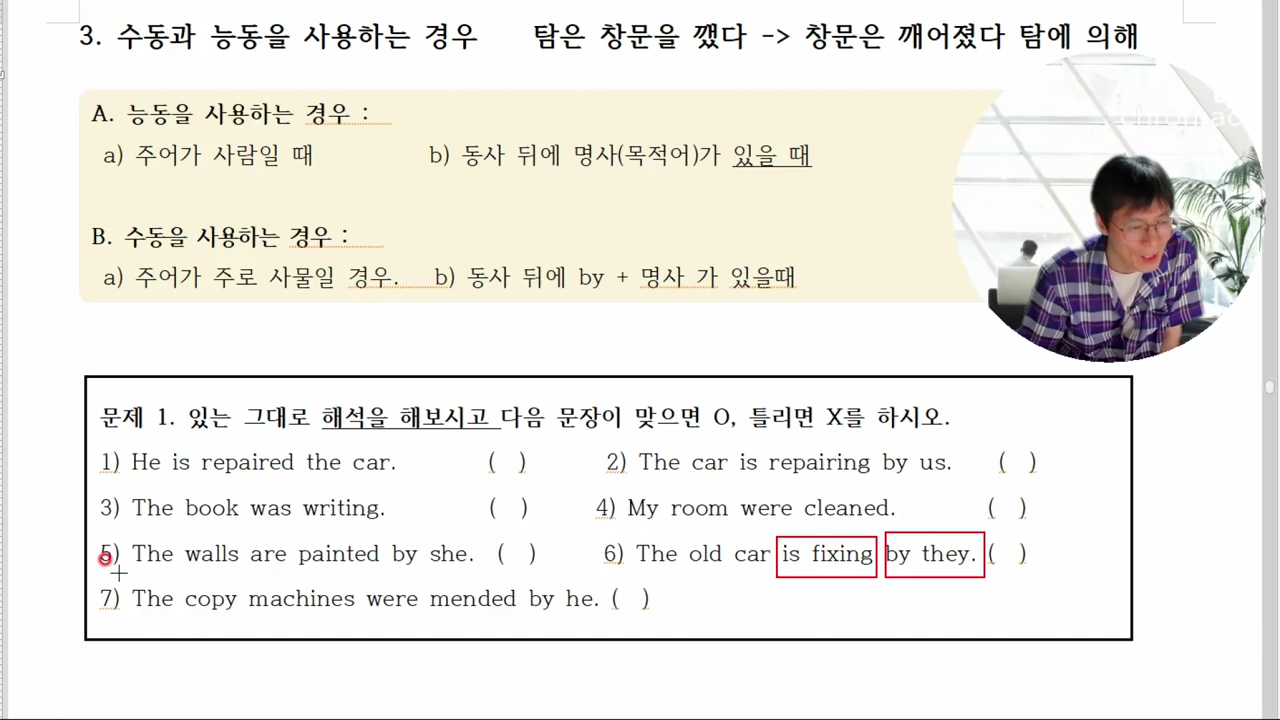 3. 수동과 능동을 사용하는 경우 탐은 창문을 깼다 -> 창문은 깨어졌다 탐에 의해
A. 능동을 사용하는 경우 :
a) 주어가 사람일 때 b) 동사 뒤에 명사(목적어)가 있을 때
B. 수동을 사용하는 경우 :
a) 주어가 주로 사물일 경우. b) 동사 뒤에 by + 명사 가 있을때
문제 1. 있는 그대로 해석을 해보시고 다음 문장이 맞으면 O, 틀리면 X를 하시오.
1) He is repaired the car. ( ) 2) The car is repairing by us. ( )
3) The book was writing. ( ) 4) My room were cleaned. ( )
5) The walls are painted by she. ( ) 6) The old car is fixing by they. ( )
7) The copy machines were mended by he. ( )